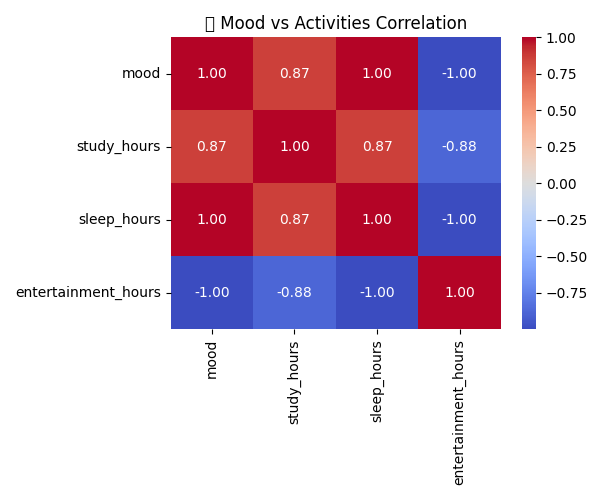 ▯ Mood vs Activities Correlation
mood 1.00 0.87 1.00 -1.00
study_hours 0.87 1.00 0.87 -0.88
sleep_hours 1.00 0.87 1.00 -1.00
entertainment_hours -1.00 -0.88 -1.00 1.00
mood study_hours sleep_hours entertainment_hours
1.00
0.75
0.50
0.25
0.00
−0.25
−0.50
−0.75